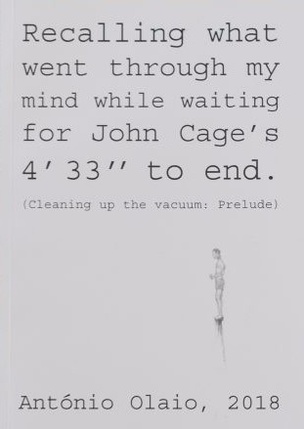 Recalling what
went through my
mind while waiting
for John Cage's
4' 33'' to end.
(Cleaning up the vacuum: Prelude)
António Olaio, 2018